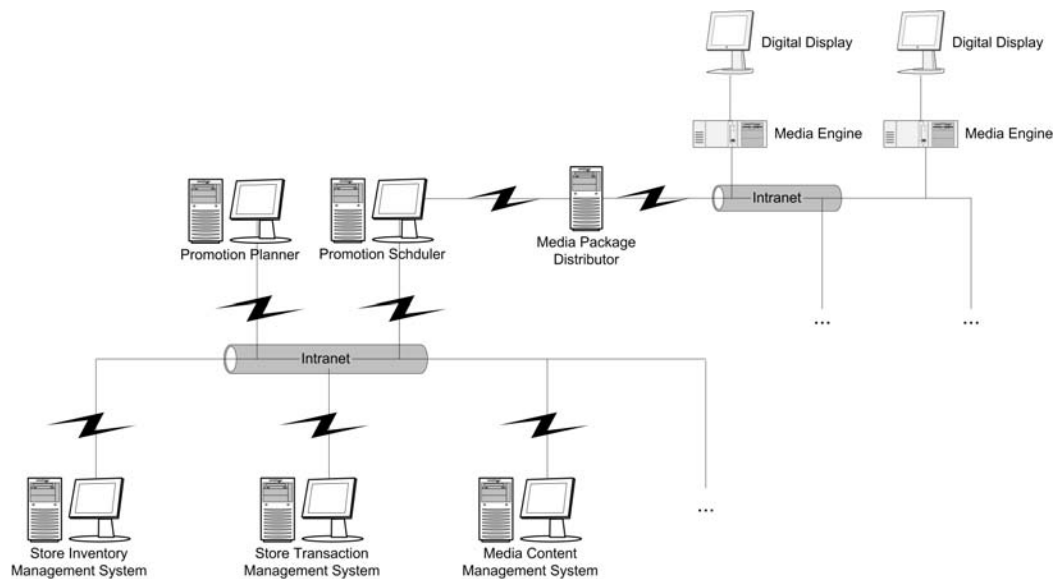 Digital Display
Digital Display
Media Engine
Media Engine
Intranet
Promotion Planner
Promotion Schduler
Media Package
Distributor
...
...
Intranet
...
Store Inventory
Management System
Store Transaction
Management System
Media Content
Management System